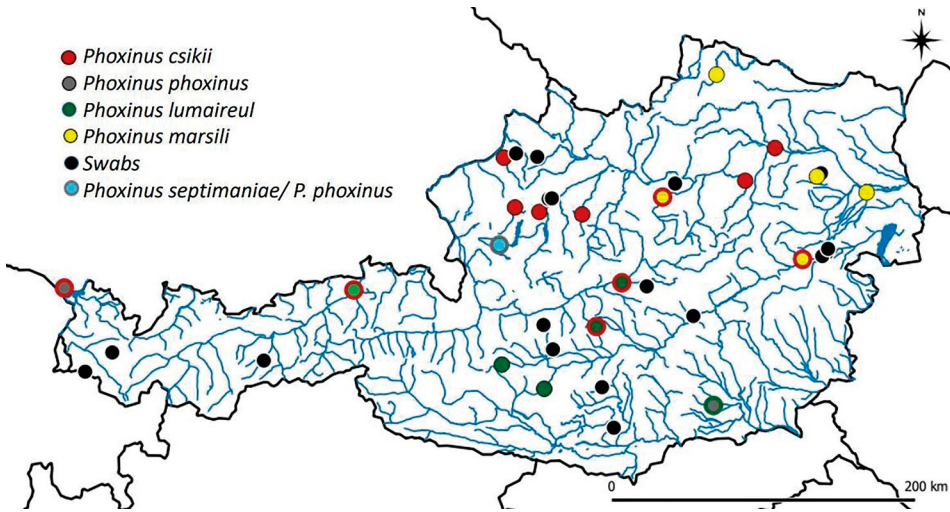 N
Phoxinus csikii
Phoxinus phoxinus
Phoxinus lumaireul
Phoxinus marsili
Swabs
Phoxinus septimaniae/ P. phoxinus
0 200 km